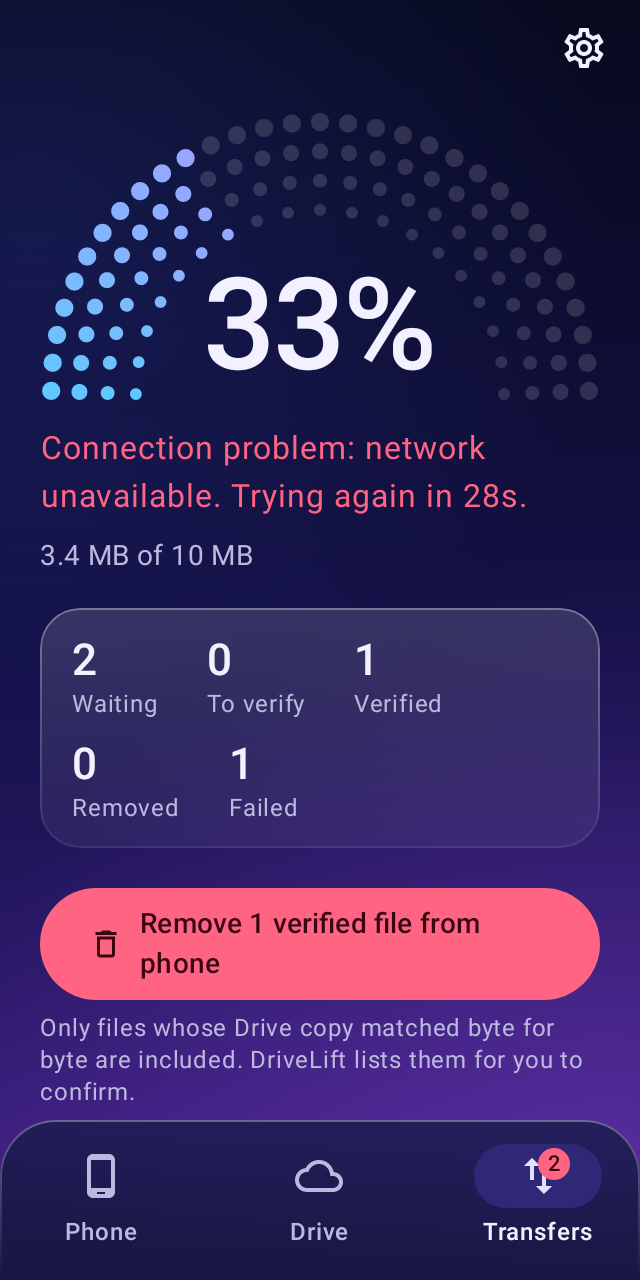 33%
Connection problem: network
unavailable. Trying again in 28s.
3.4 MB of 10 MB
2 0 1
Waiting To verify Verified
0 1
Removed Failed
Remove 1 verified file from
phone
Only files whose Drive copy matched byte for
byte are included. DriveLift lists them for you to
confirm.
2
Phone Drive Transfers